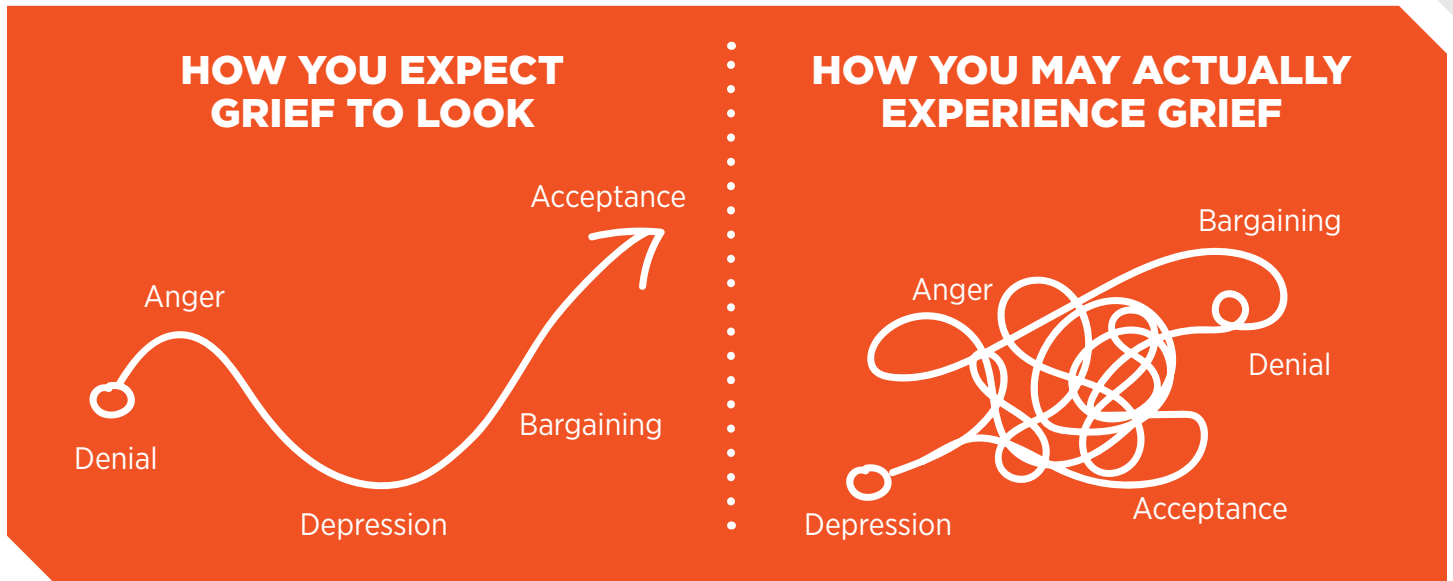 HOW YOU EXPECT
GRIEF TO LOOK
Acceptance
Anger
Bargaining
Denial
Depression
HOW YOU MAY ACTUALLY
EXPERIENCE GRIEF
Bargaining
Anger
Denial
Acceptance
Depression